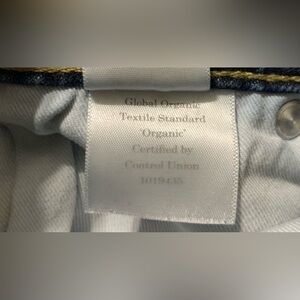 Global Organic
Textile Standard
'Organic'
Certified by
Control Union
1019435